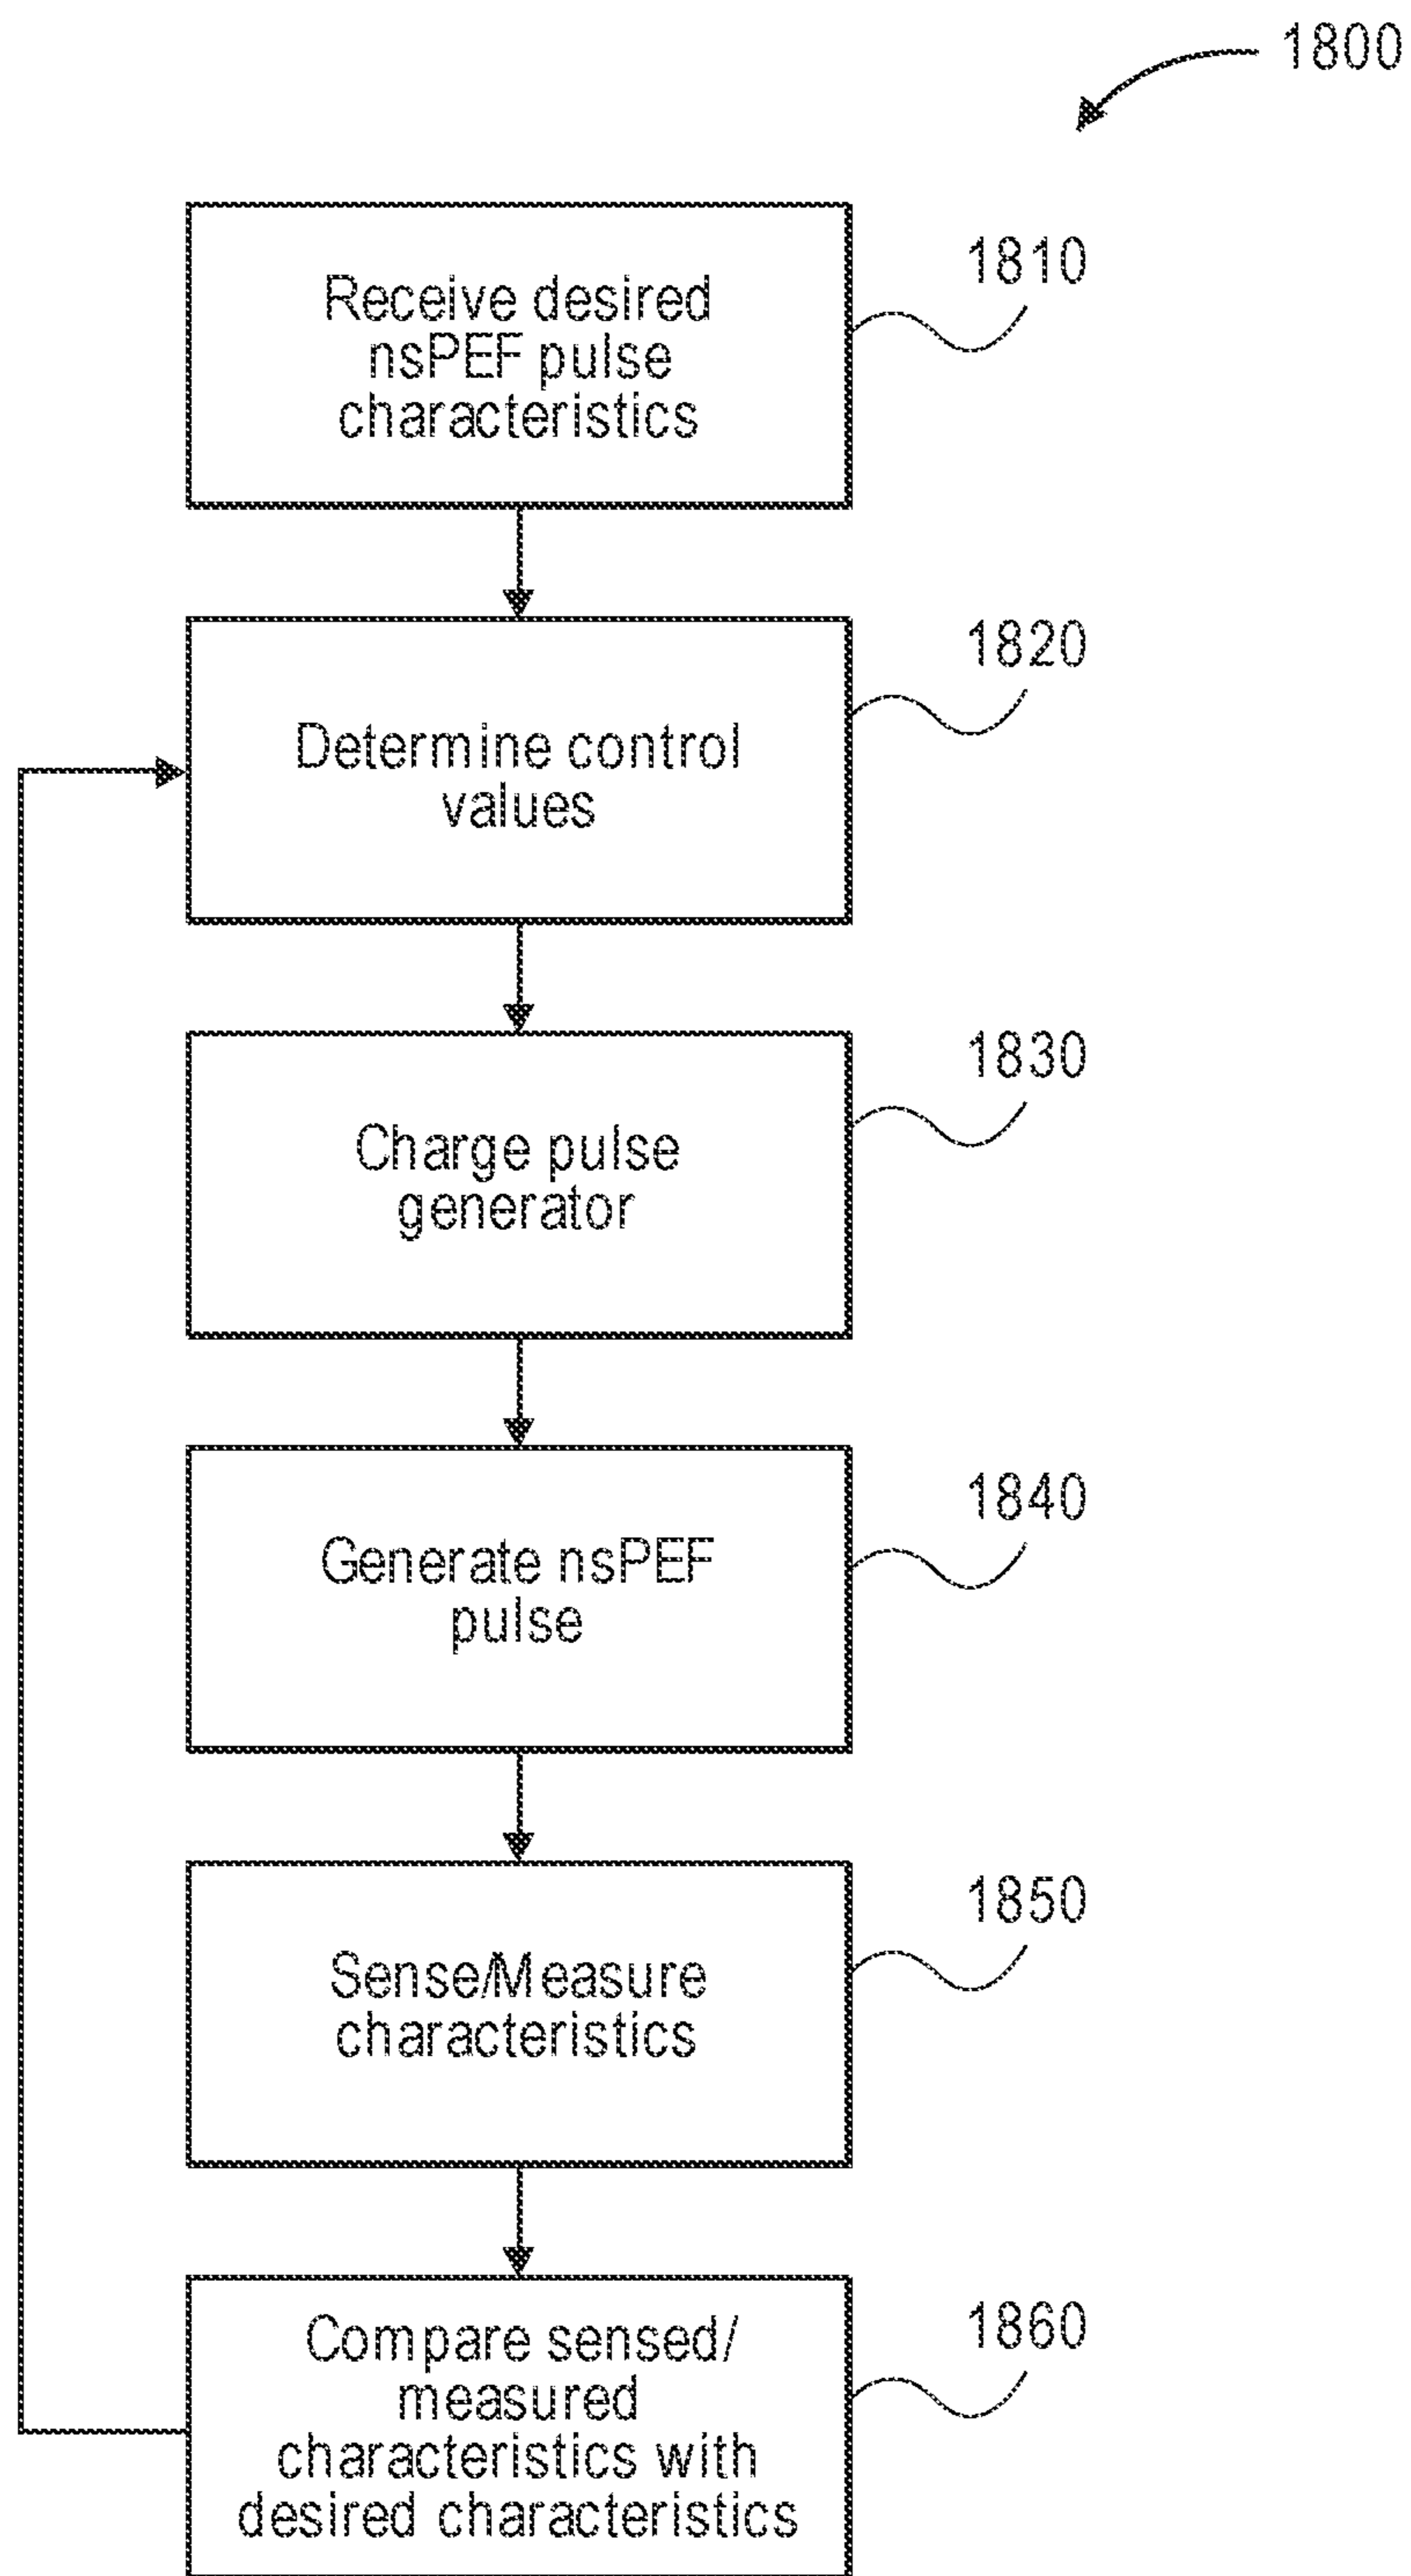 1800
Receive desired
nsPEF pulse
characteristics
1810
Determine control
values
1820
Charge pulse
generator
1830
Generate nsPEF
pulse
1840
Sense/Measure
characteristics
1850
Compare sensed/
measured
characteristics with
desired characteristics
1860